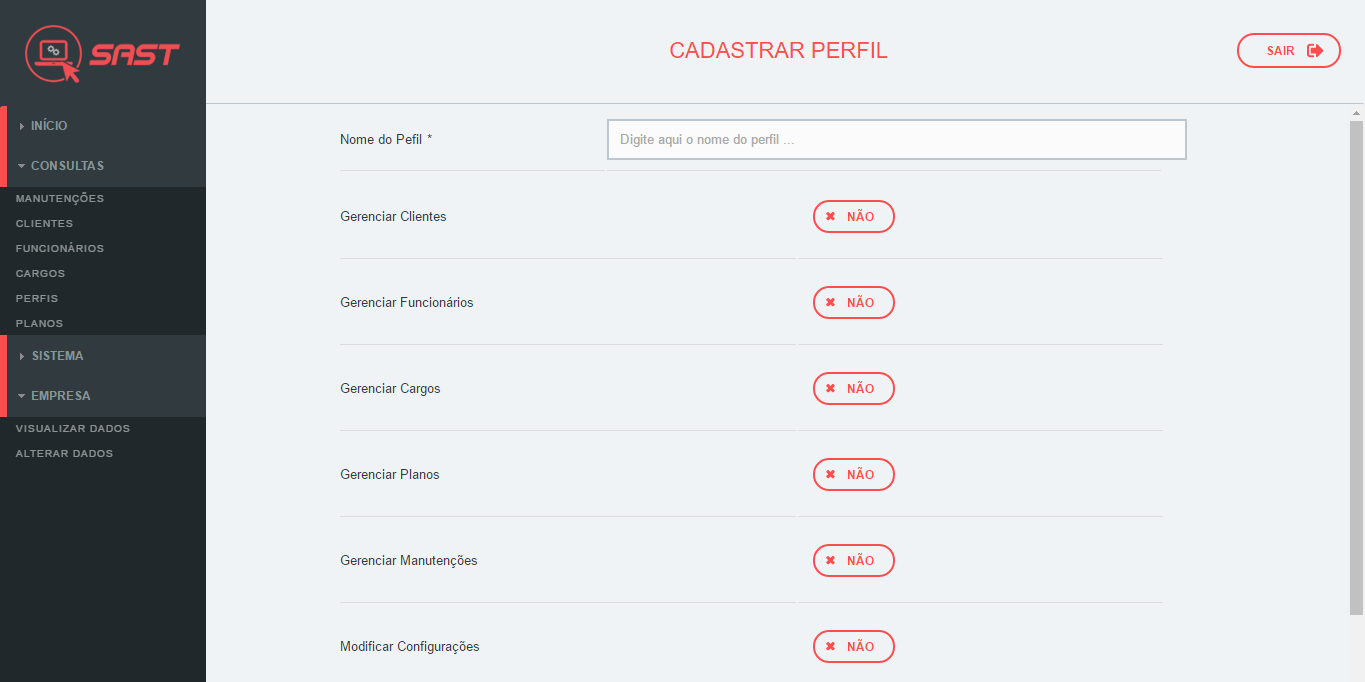 SAST
CADASTRAR PERFIL
SAIR
INÍCIO
CONSULTAS
MANUTENÇÕES
CLIENTES
FUNCIONÁRIOS
CARGOS
PERFIS
PLANOS
SISTEMA
EMPRESA
VISUALIZAR DADOS
ALTERAR DADOS
Nome do Pefil *
Digite aqui o nome do perfil ...
Gerenciar Clientes
NÃO
Gerenciar Funcionários
NÃO
Gerenciar Cargos
NÃO
Gerenciar Planos
NÃO
Gerenciar Manutenções
NÃO
Modificar Configurações
NÃO